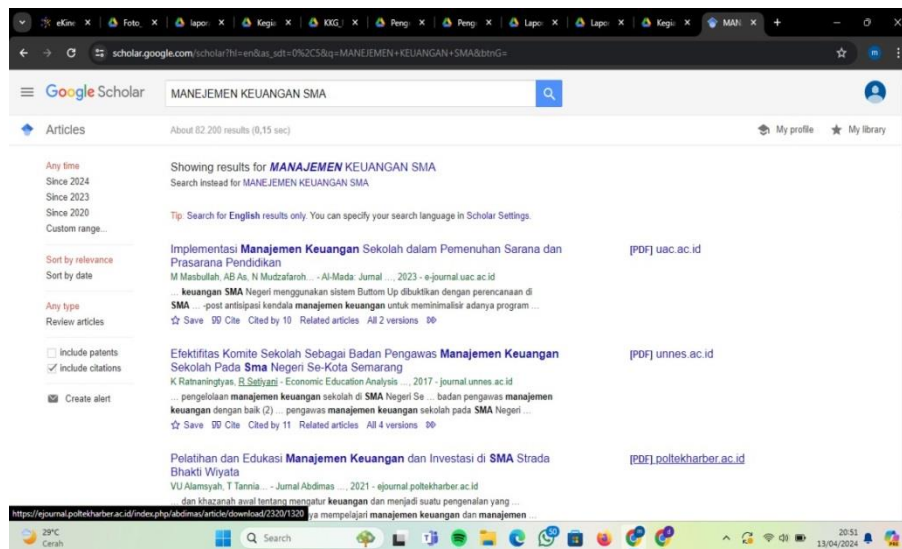 eKine
Foto_
lapor
Kegia
KKG_
Peng
Peng
Lapo
Lapo
Kegia
MAN
scholar.google.com/scholar?hl=en&as_sdt=0%2C5&q=MANEJEMEN+KEUANGAN+SMA&btnG=
m
Google Scholar
MANEJEMEN KEUANGAN SMA
Articles
About 82.200 results (0,15 sec)
My profile
My library
Any time
Since 2024
Since 2023
Since 2020
Custom range...
Sort by relevance
Sort by date
Any type
Review articles
include patents
include citations
Create alert
Showing results for MANAJEMEN KEUANGAN SMA
Search instead for MANEJEMEN KEUANGAN SMA
Tip: Search for English results only. You can specify your search language in Scholar Settings.
Implementasi Manajemen Keuangan Sekolah dalam Pemenuhan Sarana dan
Prasarana Pendidikan
[PDF] uac.ac.id
M Masbullah, AB As, N Mudzafaroh... - Al-Mada: Jurnal ..., 2023 - e-journal.uac.ac.id
... keuangan SMA Negeri menggunakan sistem Buttom Up dibuktikan dengan perencanaan di
SMA ... -post antisipasi kendala manajemen keuangan untuk meminimalisir adanya program ...
Save Cite Cited by 10 Related articles All 2 versions
Efektifitas Komite Sekolah Sebagai Badan Pengawas Manajemen Keuangan
Sekolah Pada Sma Negeri Se-Kota Semarang
[PDF] unnes.ac.id
K Ratnaningtyas, R Setiyani - Economic Education Analysis ..., 2017 - journal.unnes.ac.id
... pengelolaan manajemen keuangan sekolah di SMA Negeri Se ... badan pengawas manajemen
keuangan dengan baik (2) ... pengawas manajemen keuangan sekolah pada SMA Negeri ...
Save Cite Cited by 11 Related articles All 4 versions
Pelatihan dan Edukasi Manajemen Keuangan dan Investasi di SMA Strada
Bhakti Wiyata
[PDF] poltekharber.ac.id
VU Alamsyah, T Tannia... - Jurnal Abdimas ..., 2021 - ejournal.poltekharber.ac.id
... dan khazanah awal tentang mengatur keuangan dan menjadi suatu pengenalan yang ...
ya mempelajari manajemen keuangan dan manajemen ...
https://ejournal.poltekharber.ac.id/index.php/abdimas/article/download/2320/1320
29°C
Cerah
Search
20:51
13/04/2024